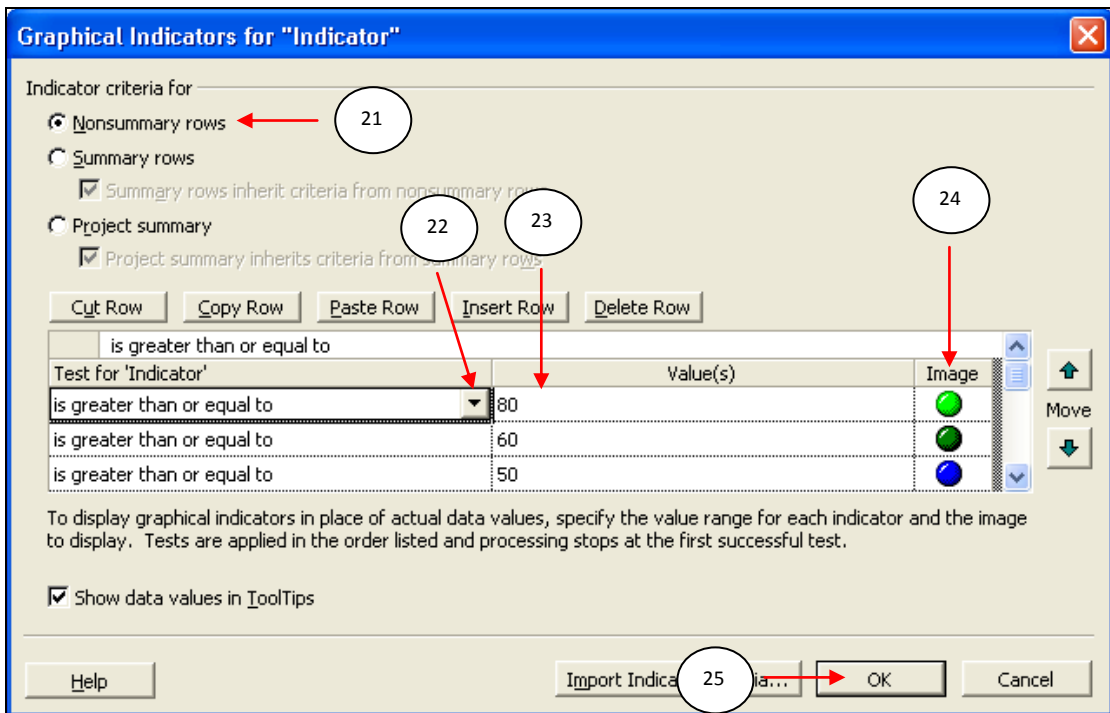 Graphical Indicators for "Indicator"
Indicator criteria for
Nonsummary rows
21
Summary rows
Summary rows inherit criteria from nonsummary rows
22
23
24
Project summary
Project summary inherits criteria from summary rows
Cut Row Copy Row Paste Row Insert Row Delete Row
is greater than or equal to
Test for 'Indicator' Value(s) Image
is greater than or equal to 80
Move
is greater than or equal to 60
is greater than or equal to 50
To display graphical indicators in place of actual data values, specify the value range for each indicator and the image
to display. Tests are applied in the order listed and processing stops at the first successful test.
Show data values in ToolTips
Help Import 25 OK Cancel